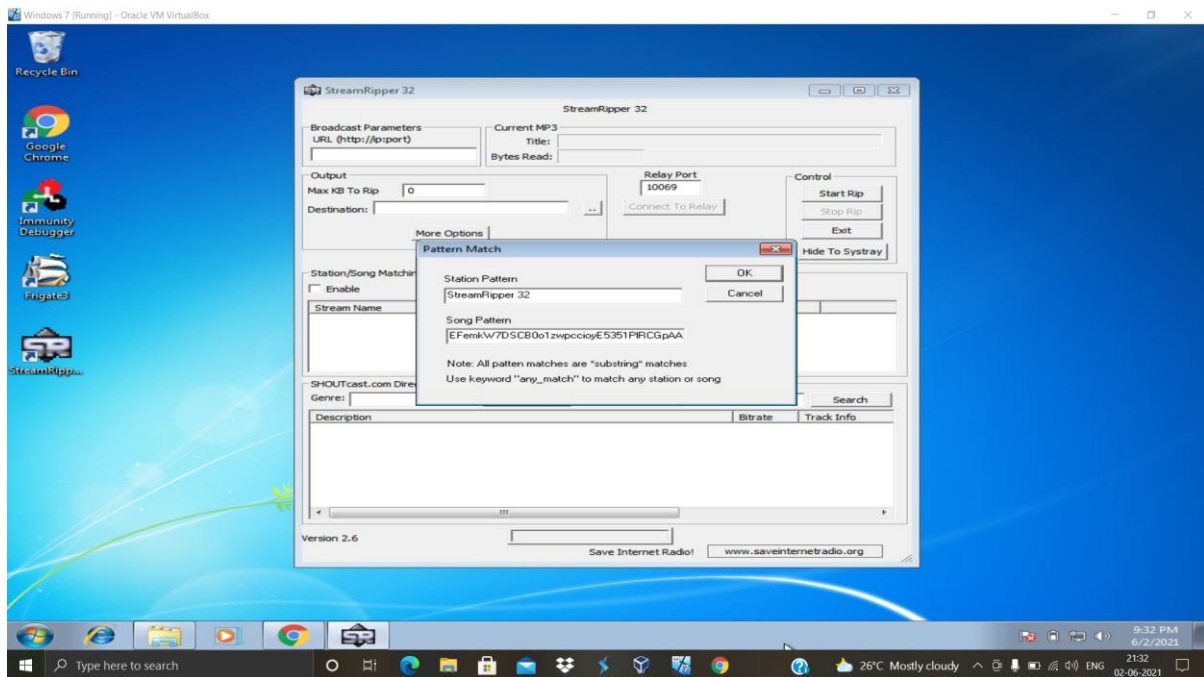 Windows 7 [Running] - Oracle VM VirtualBox
Recycle Bin
Google
Chrome
Immunity
Debugger
Frigate3
StreamRipp...
StreamRipper 32
StreamRipper 32
Broadcast Parameters
URL (http://ip:port)
Current MP3
Title:
Bytes Read:
Output
Max KB To Rip 0
Destination: ..
More Options
Relay Port
10069
Connect To Relay
Control
Start Rip
Stop Rip
Exit
Hide To Systray
Pattern Match
Station Pattern
StreamRipper 32
Song Pattern
OK
Cancel
Note: All patten matches are "substring" matches
Use keyword "any_match" to match any station or song
Station/Song Matchin
Enable
Stream Name
SHOUTcast.com Direc
Genre: Search
Description Bitrate Track Info
Version 2.6
Save Internet Radio! www.saveinternetradio.org
9:32 PM
6/2/2021
Type here to search
26°C Mostly cloudy ENG
21:32
02-06-2021